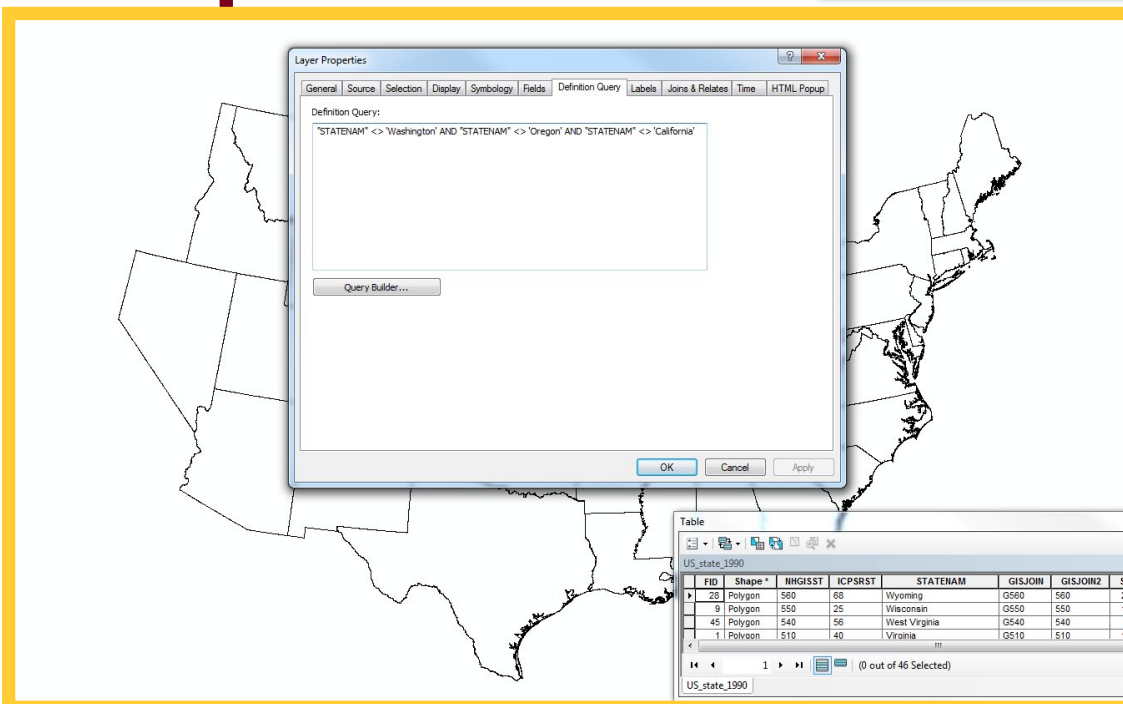 Layer Properties
General Source Selection Display Symbology Fields Definition Query Labels Joins & Relates Time HTML Popup
Definition Query:
"STATENAM" <> 'Washington' AND "STATENAM" <> 'Oregon' AND "STATENAM" <> 'California'
Query Builder...
OK Cancel Apply
Table
US_state_1990
FID Shape * NHGISST ICPSRST STATENAM GISJOIN GISJOIN2 S
28 Polygon 560 68 Wyoming G560 560 2
9 Polygon 550 25 Wisconsin G550 550 1
45 Polygon 540 56 West Virginia G540 540
1 Polygon 510 40 Virginia G510 510 1
1 (0 out of 46 Selected)
US_state_1990